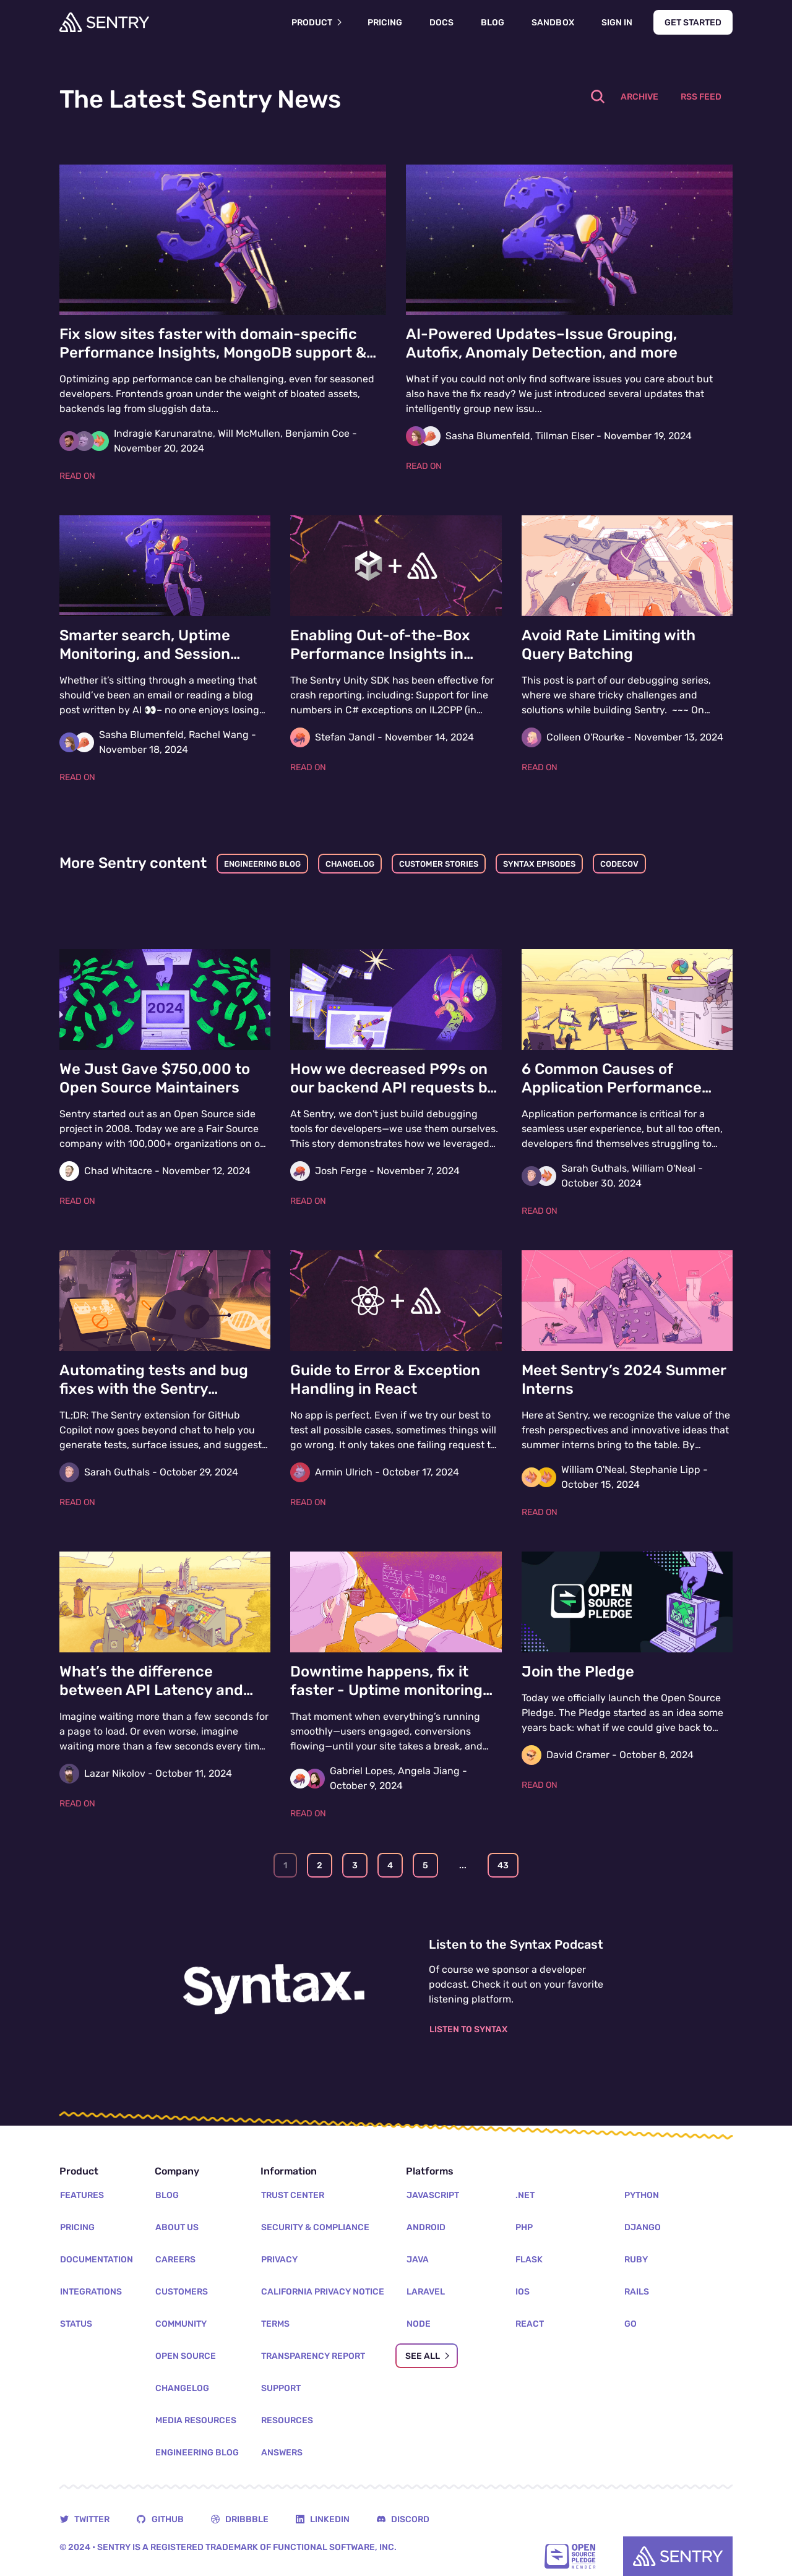 SENTRY
PRODUCT
PRICING
DOCS
BLOG
SANDBOX
SIGN IN
GET STARTED
The Latest Sentry News
ARCHIVE
RSS FEED
3
2
Fix slow sites faster with domain-specific
Performance Insights, MongoDB support &...
Optimizing app performance can be challenging, even for seasoned
developers. Frontends groan under the weight of bloated assets,
backends lag from sluggish data...
Indragie Karunaratne, Will McMullen, Benjamin Coe -
November 20, 2024
READ ON
AI-Powered Updates–Issue Grouping,
Autofix, Anomaly Detection, and more
What if you could not only find software issues you care about but
also have the fix ready? We just introduced several updates that
intelligently group new issu...
Sasha Blumenfeld, Tillman Elser - November 19, 2024
READ ON
1
Smarter search, Uptime
Monitoring, and Session...
Whether it’s sitting through a meeting that
should’ve been an email or reading a blog
post written by AI 👀– no one enjoys losing...
Sasha Blumenfeld, Rachel Wang -
November 18, 2024
READ ON
+
Enabling Out-of-the-Box
Performance Insights in...
The Sentry Unity SDK has been effective for
crash reporting, including: Support for line
numbers in C# exceptions on IL2CPP (in...
Stefan Jandl - November 14, 2024
READ ON
Avoid Rate Limiting with
Query Batching
This post is part of our debugging series,
where we share tricky challenges and
solutions while building Sentry.  ~~~ On...
Colleen O'Rourke - November 13, 2024
READ ON
More Sentry content
ENGINEERING BLOG
CHANGELOG
CUSTOMER STORIES
SYNTAX EPISODES
CODECOV
2024
We Just Gave $750,000 to
Open Source Maintainers
Sentry started out as an Open Source side
project in 2008. Today we are a Fair Source
company with 100,000+ organizations on o...
Chad Whitacre - November 12, 2024
READ ON
How we decreased P99s on
our backend API requests b...
At Sentry, we don't just build debugging
tools for developers—we use them ourselves.
This story demonstrates how we leveraged...
Josh Ferge - November 7, 2024
READ ON
6 Common Causes of
Application Performance...
Application performance is critical for a
seamless user experience, but all too often,
developers find themselves struggling to...
Sarah Guthals, William O'Neal -
October 30, 2024
READ ON
Automating tests and bug
fixes with the Sentry...
TL;DR: The Sentry extension for GitHub
Copilot now goes beyond chat to help you
generate tests, surface issues, and suggest...
Sarah Guthals - October 29, 2024
READ ON
+
Guide to Error & Exception
Handling in React
No app is perfect. Even if we try our best to
test all possible cases, sometimes things will
go wrong. It only takes one failing request t...
Armin Ulrich - October 17, 2024
READ ON
Meet Sentry’s 2024 Summer
Interns
Here at Sentry, we recognize the value of the
fresh perspectives and innovative ideas that
summer interns bring to the table. By...
William O'Neal, Stephanie Lipp -
October 15, 2024
READ ON
What’s the difference
between API Latency and...
Imagine waiting more than a few seconds for
a page to load. Or even worse, imagine
waiting more than a few seconds every tim...
Lazar Nikolov - October 11, 2024
READ ON
Downtime happens, fix it
faster - Uptime monitoring...
That moment when everything’s running
smoothly—users engaged, conversions
flowing—until your site takes a break, and...
Gabriel Lopes, Angela Jiang -
October 9, 2024
READ ON
OPEN
SOURCE
PLEDGE
Join the Pledge
Today we officially launch the Open Source
Pledge. The Pledge started as an idea some
years back: what if we could give back to...
David Cramer - October 8, 2024
READ ON
1
2
3
4
5
...
43
Syntax.
Listen to the Syntax Podcast
Of course we sponsor a developer
podcast. Check it out on your favorite
listening platform.
LISTEN TO SYNTAX
Product
FEATURES
PRICING
DOCUMENTATION
INTEGRATIONS
STATUS
Company
BLOG
ABOUT US
CAREERS
CUSTOMERS
COMMUNITY
OPEN SOURCE
CHANGELOG
MEDIA RESOURCES
ENGINEERING BLOG
Information
TRUST CENTER
SECURITY & COMPLIANCE
PRIVACY
CALIFORNIA PRIVACY NOTICE
TERMS
TRANSPARENCY REPORT
SUPPORT
RESOURCES
ANSWERS
Platforms
JAVASCRIPT
ANDROID
JAVA
LARAVEL
NODE
SEE ALL
.NET
PHP
FLASK
IOS
REACT
PYTHON
DJANGO
RUBY
RAILS
GO
TWITTER
GITHUB
DRIBBBLE
LINKEDIN
DISCORD
© 2024 • SENTRY IS A REGISTERED TRADEMARK OF FUNCTIONAL SOFTWARE, INC.
OPEN
SOURCE
PLEDGE
MEMBER
SENTRY